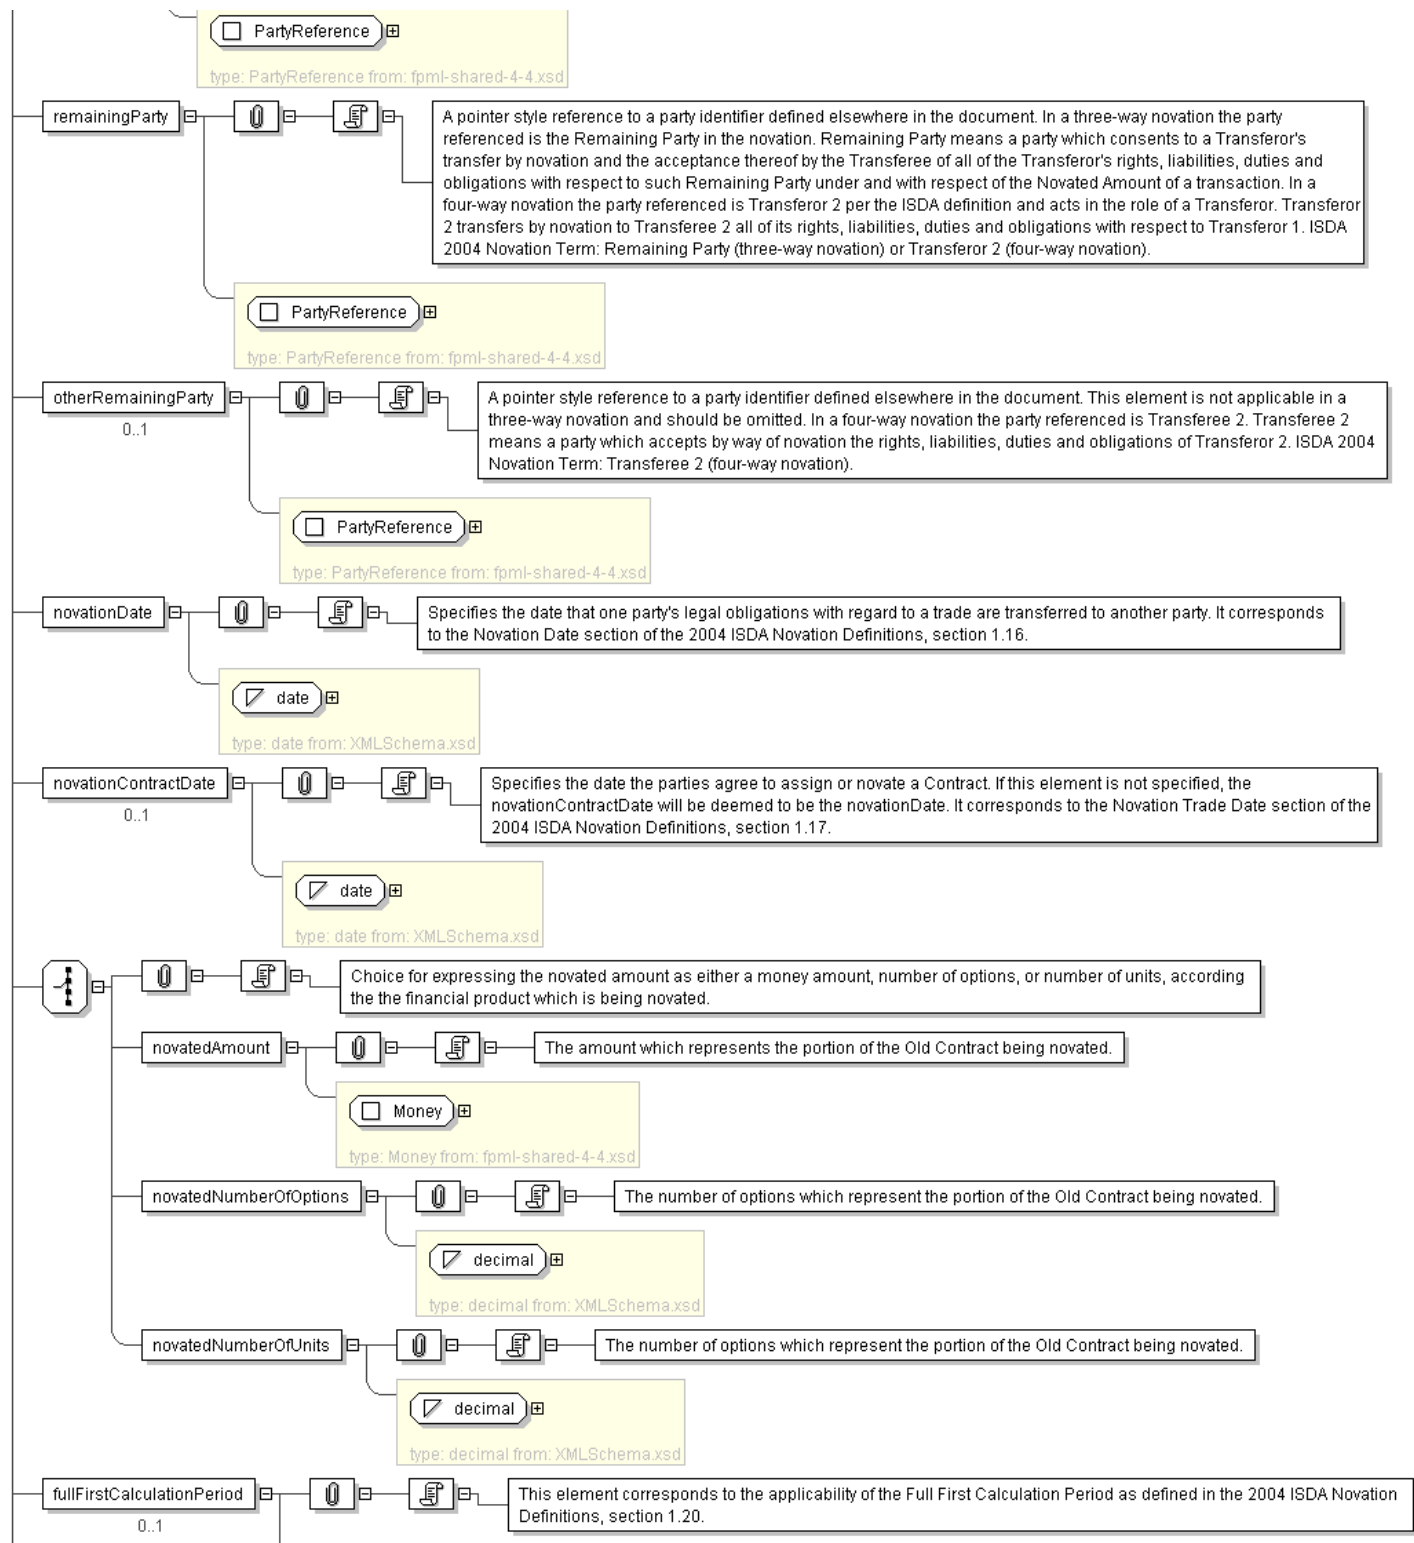 PartyReference
type: PartyReference from: fpml-shared-4-4.xsd
remainingParty
A pointer style reference to a party identifier defined elsewhere in the document. In a three-way novation the party
referenced is the Remaining Party in the novation. Remaining Party means a party which consents to a Transferor's
transfer by novation and the acceptance thereof by the Transferee of all of the Transferor's rights, liabilities, duties and
obligations with respect to such Remaining Party under and with respect of the Novated Amount of a transaction. In a
four-way novation the party referenced is Transferor 2 per the ISDA definition and acts in the role of a Transferor. Transferor
2 transfers by novation to Transferee 2 all of its rights, liabilities, duties and obligations with respect to Transferor 1. ISDA
2004 Novation Term: Remaining Party (three-way novation) or Transferor 2 (four-way novation).
PartyReference
type: PartyReference from: fpml-shared-4-4.xsd
otherRemainingParty
0..1
A pointer style reference to a party identifier defined elsewhere in the document. This element is not applicable in a
three-way novation and should be omitted. In a four-way novation the party referenced is Transferee 2. Transferee 2
means a party which accepts by way of novation the rights, liabilities, duties and obligations of Transferor 2. ISDA 2004
Novation Term: Transferee 2 (four-way novation).
PartyReference
type: PartyReference from: fpml-shared-4-4.xsd
novationDate
Specifies the date that one party's legal obligations with regard to a trade are transferred to another party. It corresponds
to the Novation Date section of the 2004 ISDA Novation Definitions, section 1.16.
date
type: date from: XMLSchema.xsd
novationContractDate
0..1
Specifies the date the parties agree to assign or novate a Contract. If this element is not specified, the
novationContractDate will be deemed to be the novationDate. It corresponds to the Novation Trade Date section of the
2004 ISDA Novation Definitions, section 1.17.
date
type: date from: XMLSchema.xsd
Choice for expressing the novated amount as either a money amount, number of options, or number of units, according
the the financial product which is being novated.
novatedAmount
The amount which represents the portion of the Old Contract being novated.
Money
type: Money from: fpml-shared-4-4.xsd
novatedNumberOfOptions
The number of options which represent the portion of the Old Contract being novated.
decimal
type: decimal from: XMLSchema.xsd
novatedNumberOfUnits
The number of options which represent the portion of the Old Contract being novated.
decimal
type: decimal from: XMLSchema.xsd
fullFirstCalculationPeriod
0..1
This element corresponds to the applicability of the Full First Calculation Period as defined in the 2004 ISDA Novation
Definitions, section 1.20.